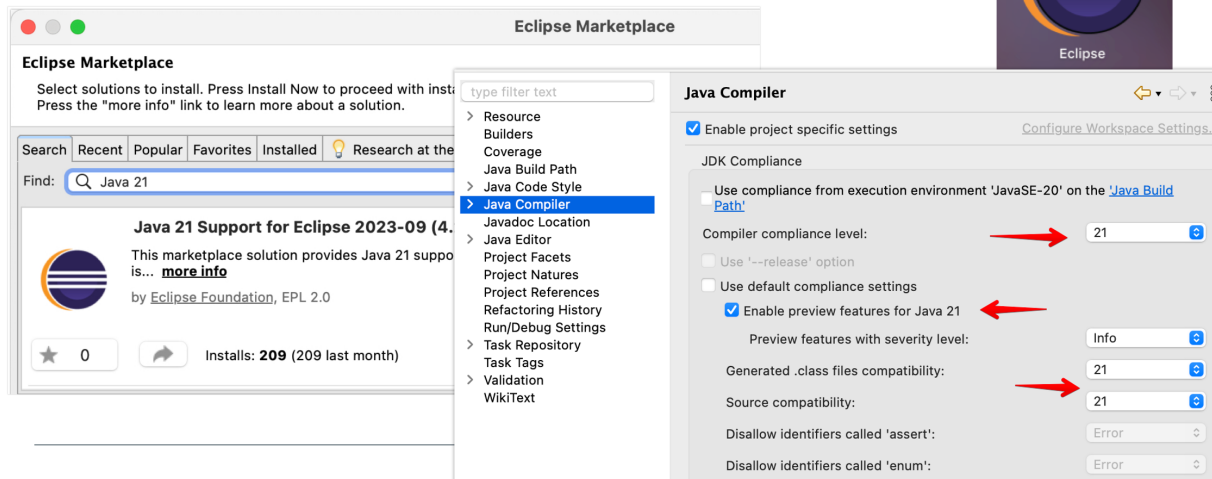 Eclipse Marketplace
Eclipse Marketplace
Select solutions to install. Press Install Now to proceed with insta
Press the "more info" link to learn more about a solution.
Search Recent Popular Favorites Installed Research at the
Find: Java 21
Java 21 Support for Eclipse 2023-09 (4.
This marketplace solution provides Java 21 suppo
is... more info
by Eclipse Foundation, EPL 2.0
0 Installs: 209 (209 last month)
type filter text
Resource
Builders
Coverage
Java Build Path
Java Code Style
Java Compiler
Javadoc Location
Java Editor
Project Facets
Project Natures
Project References
Refactoring History
Run/Debug Settings
Task Repository
Task Tags
Validation
WikiText
Eclipse
Java Compiler
Enable project specific settings Configure Workspace Settings.
JDK Compliance
Use compliance from execution environment 'JavaSE-20' on the 'Java Build
Path'
Compiler compliance level: 21
Use '--release' option
Use default compliance settings
Enable preview features for Java 21
Preview features with severity level: Info
Generated .class files compatibility: 21
Source compatibility: 21
Disallow identifiers called 'assert': Error
Disallow identifiers called 'enum': Error